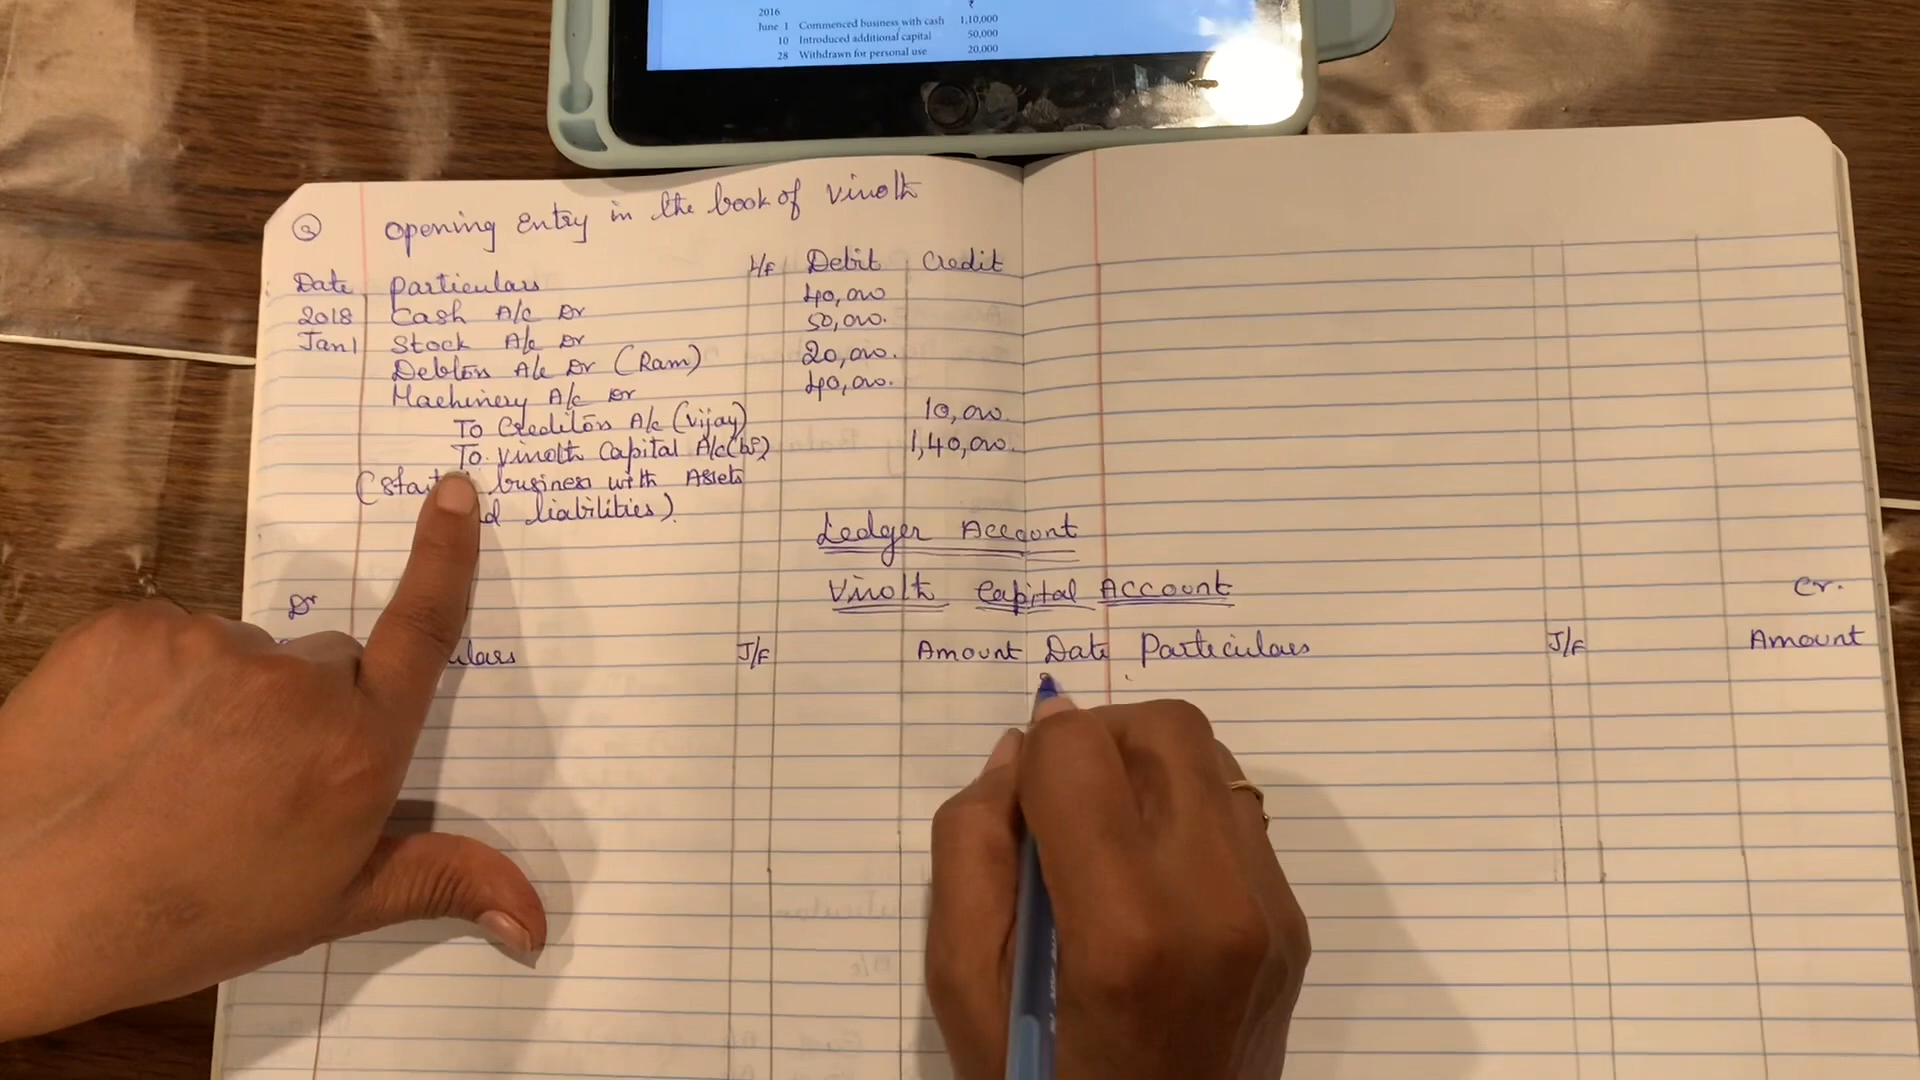 2016 ₹
June 1 Commenced business with cash 1,10,000
10 Introduced additional capital 50,000
28 Withdrawn for personal use 20,000
Q opening entry in the book of vinoth
Date particulars L/F Debit credit
2018 Cash A/c Dr 40,000
Jan1 Stock A/c Dr 50,000.
Debtors A/c Dr (Ram) 20,000.
Machinery A/c Dr 40,000.
To Creditors A/c (vijay) 10,000.
To vinoth Capital A/c(bf) 1,40,000.
(Start business with Assets
d liabilities).
Ledger Account
Dr Vinoth Capital Account Cr.
ulars J/F Amount Date Particulars J/F Amount